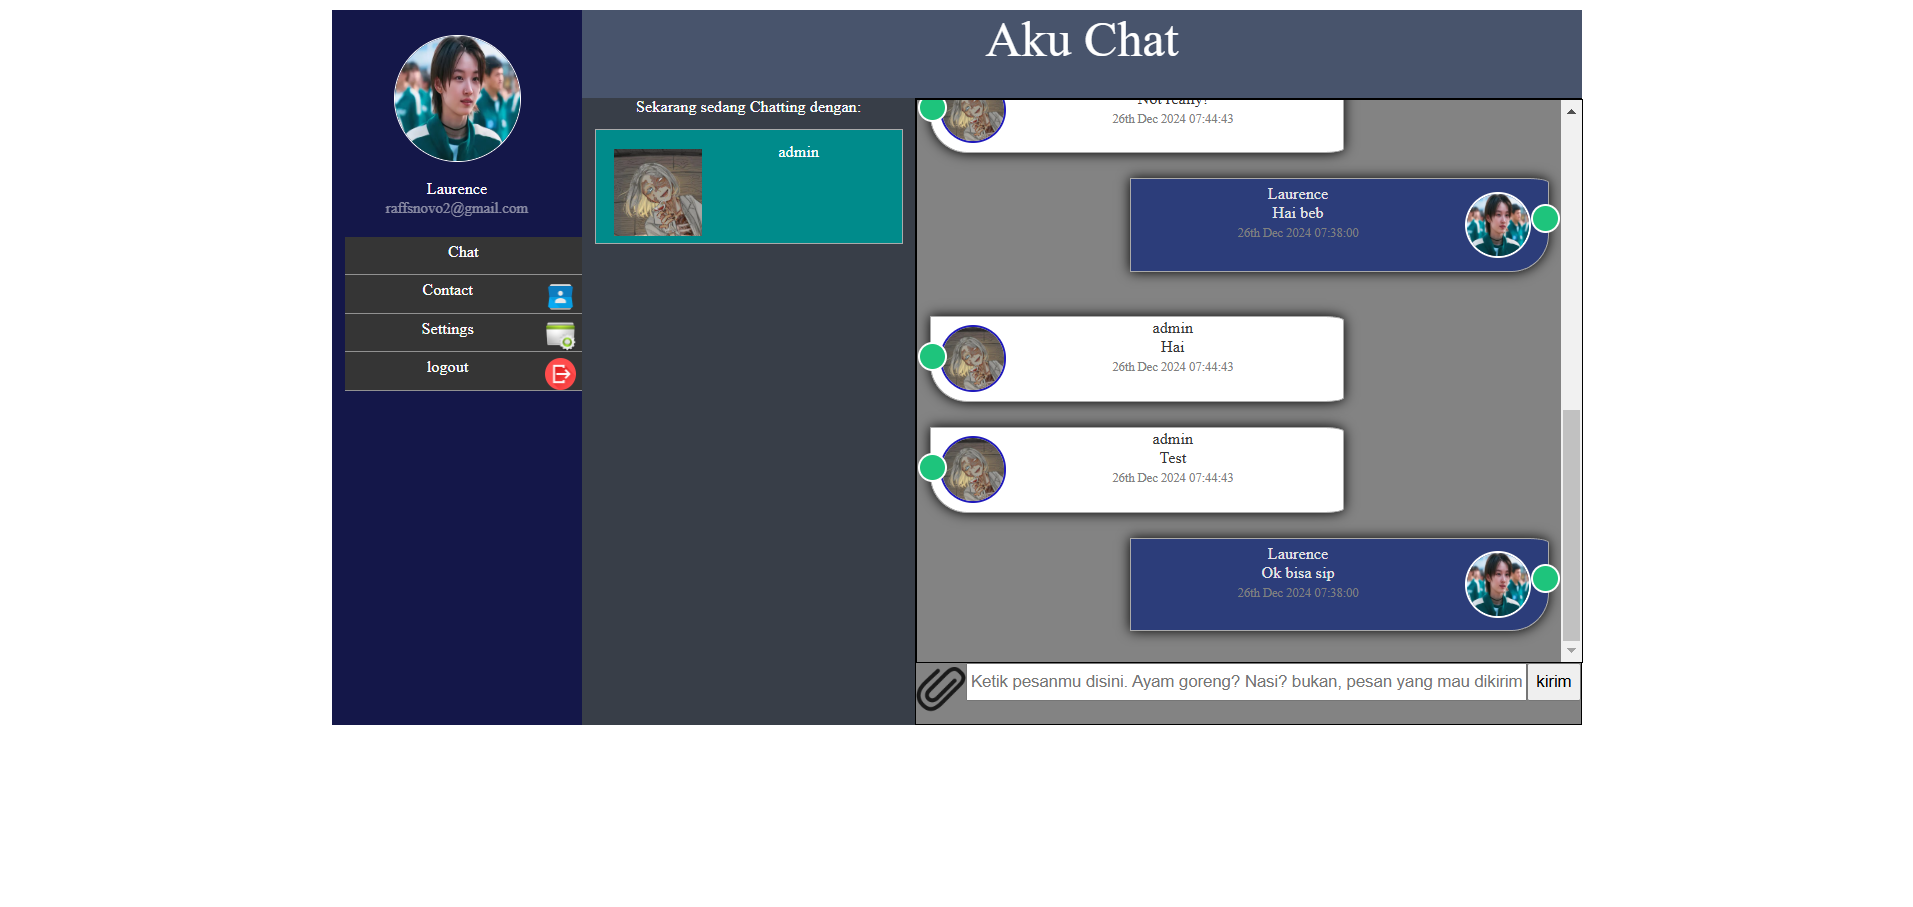 Aku Chat
Laurence
raffsnovo2@gmail.com
Chat
Contact
Settings
logout
Sekarang sedang Chatting dengan:
admin
Not really!
26th Dec 2024 07:44:43
Laurence
Hai beb
26th Dec 2024 07:38:00
admin
Hai
26th Dec 2024 07:44:43
admin
Test
26th Dec 2024 07:44:43
Laurence
Ok bisa sip
26th Dec 2024 07:38:00
Ketik pesanmu disini. Ayam goreng? Nasi? bukan, pesan yang mau dikirim
kirim